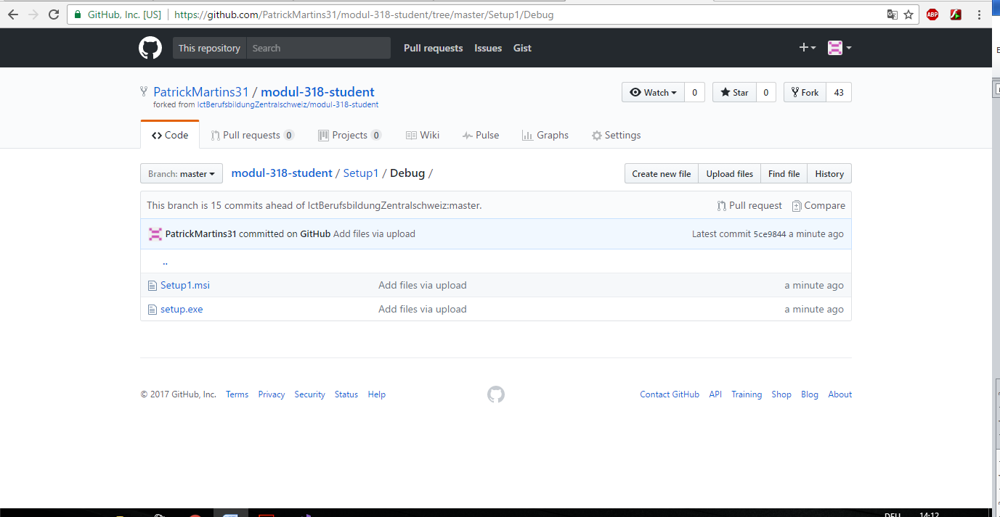 GitHub, Inc. [US] https://github.com/PatrickMartins31/modul-318-student/tree/master/Setup1/Debug ABP
This repository Search Pull requests Issues Gist
PatrickMartins31 / modul-318-student Watch 0 Star 0 Fork 43
forked from IctBerufsbildungZentralschweiz/modul-318-student
Code Pull requests 0 Projects 0 Wiki Pulse Graphs Settings
Branch: master modul-318-student / Setup1 / Debug / Create new file Upload files Find file History
This branch is 15 commits ahead of IctBerufsbildungZentralschweiz:master. Pull request Compare
PatrickMartins31 committed on GitHub Add files via upload Latest commit 5ce9844 a minute ago
..
Setup1.msi Add files via upload a minute ago
setup.exe Add files via upload a minute ago
© 2017 GitHub, Inc. Terms Privacy Security Status Help Contact GitHub API Training Shop Blog About
DEU 14:12